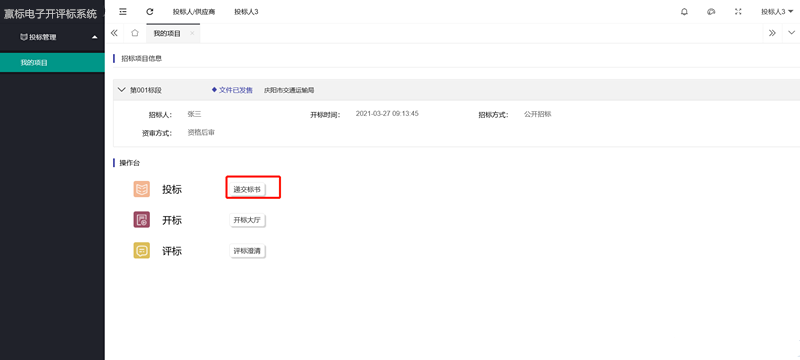 赢标电子开评标系统
投标人/供应商 投标人3 投标人3
投标管理
我的项目
我的项目
招标项目信息
第001标段 文件已发售 庆阳市交通运输局
招标人: 张三 开标时间: 2021-03-27 09:13:45 招标方式: 公开招标
资审方式: 资格后审
操作台
投标 递交标书
开标 开标大厅
评标 评标澄清